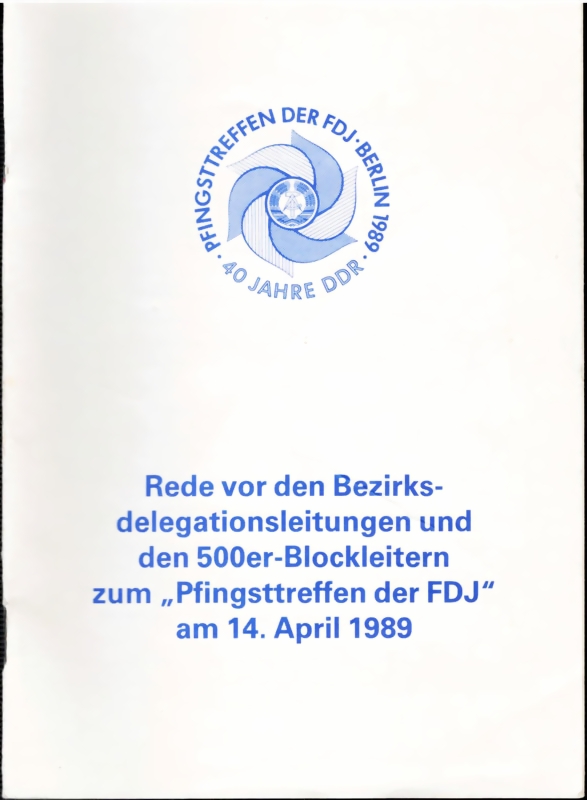 · PFINGSTTREFFEN DER FDJ · BERLIN 1989 ·
40 JAHRE DDR
Rede vor den Bezirks-
delegationsleitungen und
den 500er-Blockleitern
zum „Pfingsttreffen der FDJ“
am 14. April 1989